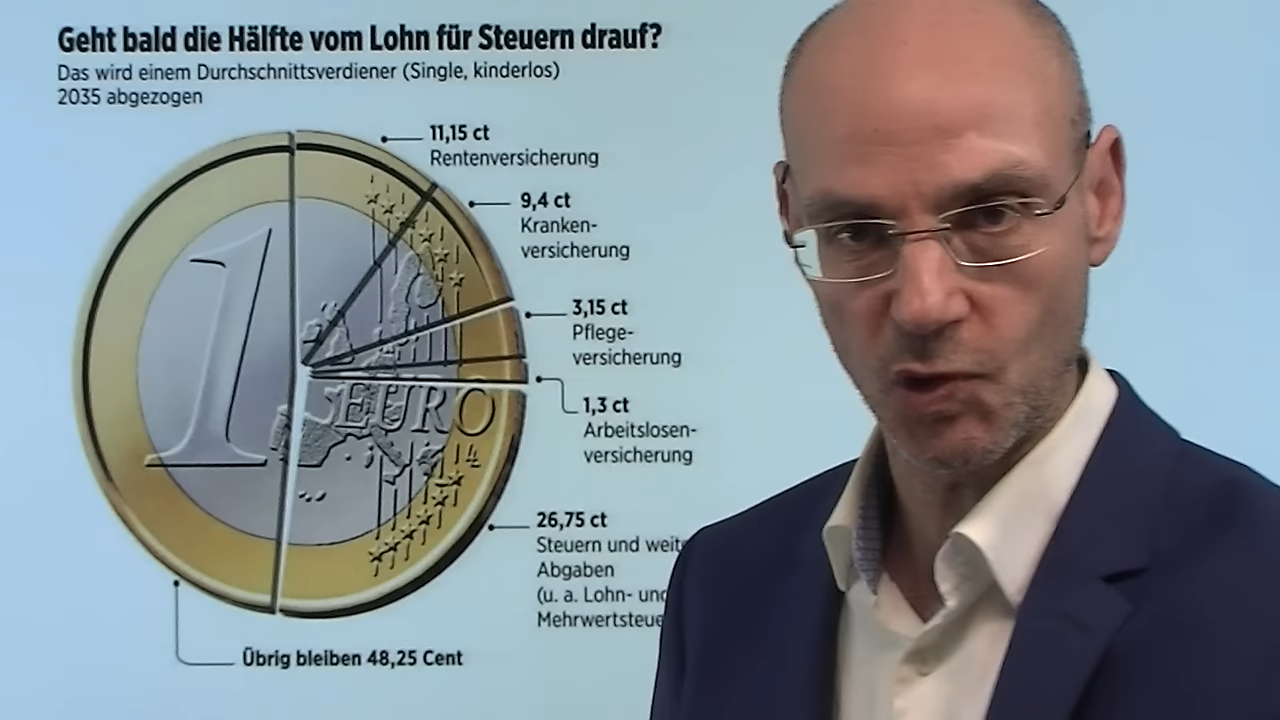 Geht bald die Hälfte vom Lohn für Steuern drauf?
Das wird einem Durchschnittsverdiener (Single, kinderlos)
2035 abgezogen
11,15 ct
Rentenversicherung
9,4 ct
Kranken-
versicherung
3,15 ct
Pflege-
versicherung
1,3 ct
Arbeitslosen-
versicherung
1
EURO
26,75 ct
Steuern und
Abgaben
(u. a. Lohn- und
Übrig bleiben 48,25 Cent